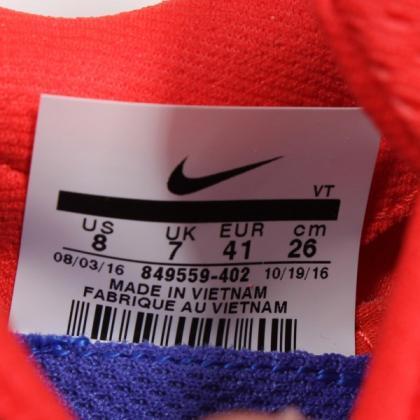 VT
US UK EUR cm
8 7 41 26
08/03/16 849559-402 10/19/16
MADE IN VIETNAM
FABRIQUE AU VIETNAM